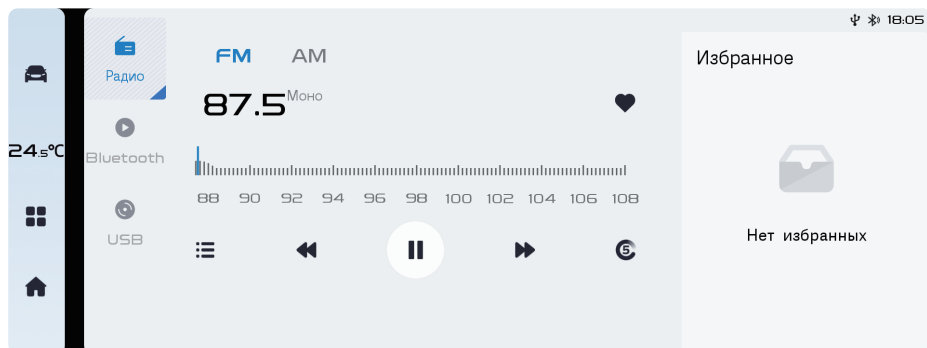 18:05
Радио
FM AM
Избранное
87.5 Моно
24.5°C
Bluetooth
88 90 92 94 96 98 100 102 104 106 108
USB
Нет избранных
5